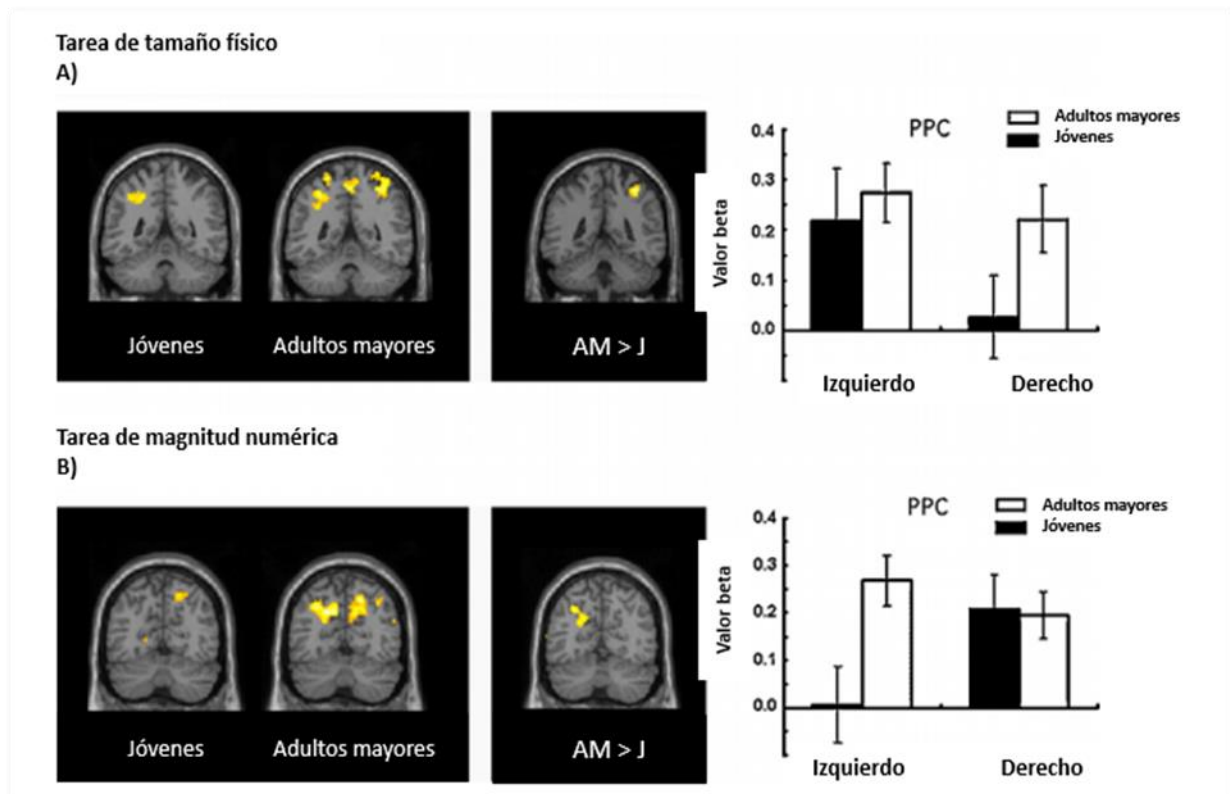 Tarea de tamaño físico
A)
Jóvenes
Adultos mayores
AM > J
Valor beta
PPC
Adultos mayores
Jóvenes
0.4
0.3
0.2
0.1
0.0
Izquierdo
Derecho
Tarea de magnitud numérica
B)
Jóvenes
Adultos mayores
AM > J
Valor beta
PPC
Adultos mayores
Jóvenes
0.4
0.3
0.2
0.1
0.0
Izquierdo
Derecho